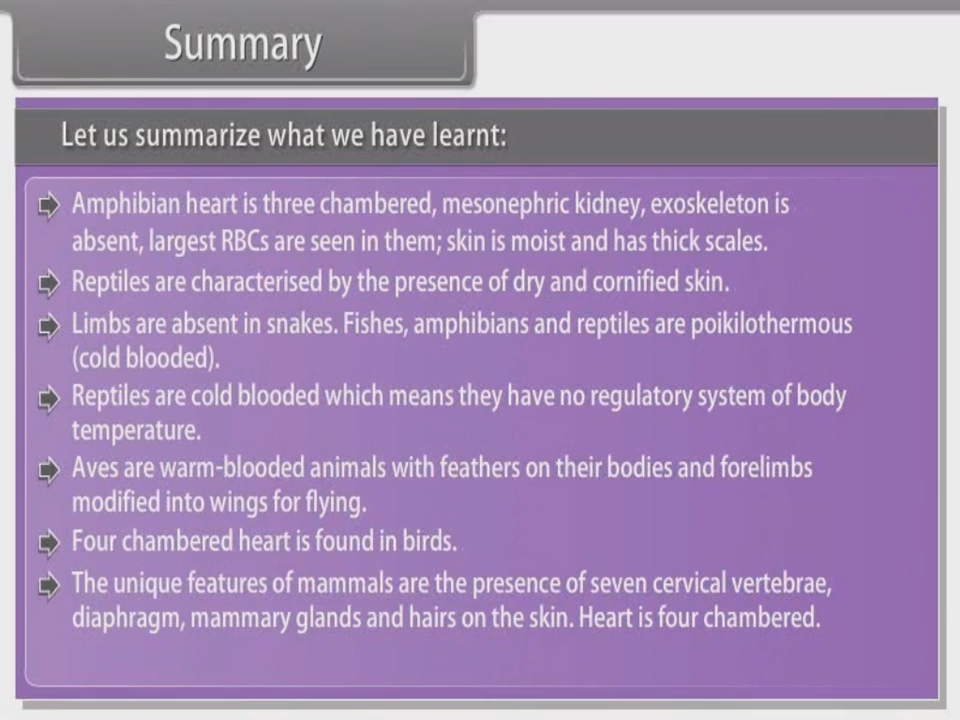 Summary
Let us summarize what we have learnt:
Amphibian heart is three chambered, mesonephric kidney, exoskeleton is
absent, largest RBCs are seen in them; skin is moist and has thick scales.
Reptiles are characterised by the presence of dry and cornified skin.
Limbs are absent in snakes. Fishes, amphibians and reptiles are poikilothermous
(cold blooded).
Reptiles are cold blooded which means they have no regulatory system of body
temperature.
Aves are warm-blooded animals with feathers on their bodies and forelimbs
modified into wings for flying.
Four chambered heart is found in birds.
The unique features of mammals are the presence of seven cervical vertebrae,
diaphragm, mammary glands and hairs on the skin. Heart is four chambered.